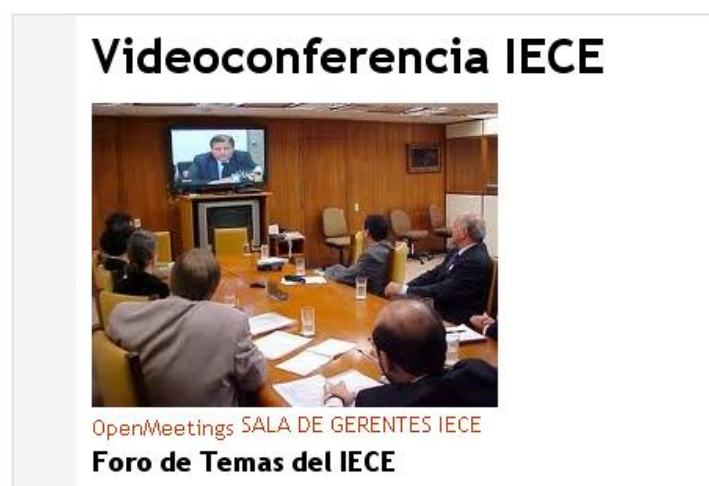 Videoconferencia IECE
OpenMeetings SALA DE GERENTES IECE
Foro de Temas del IECE